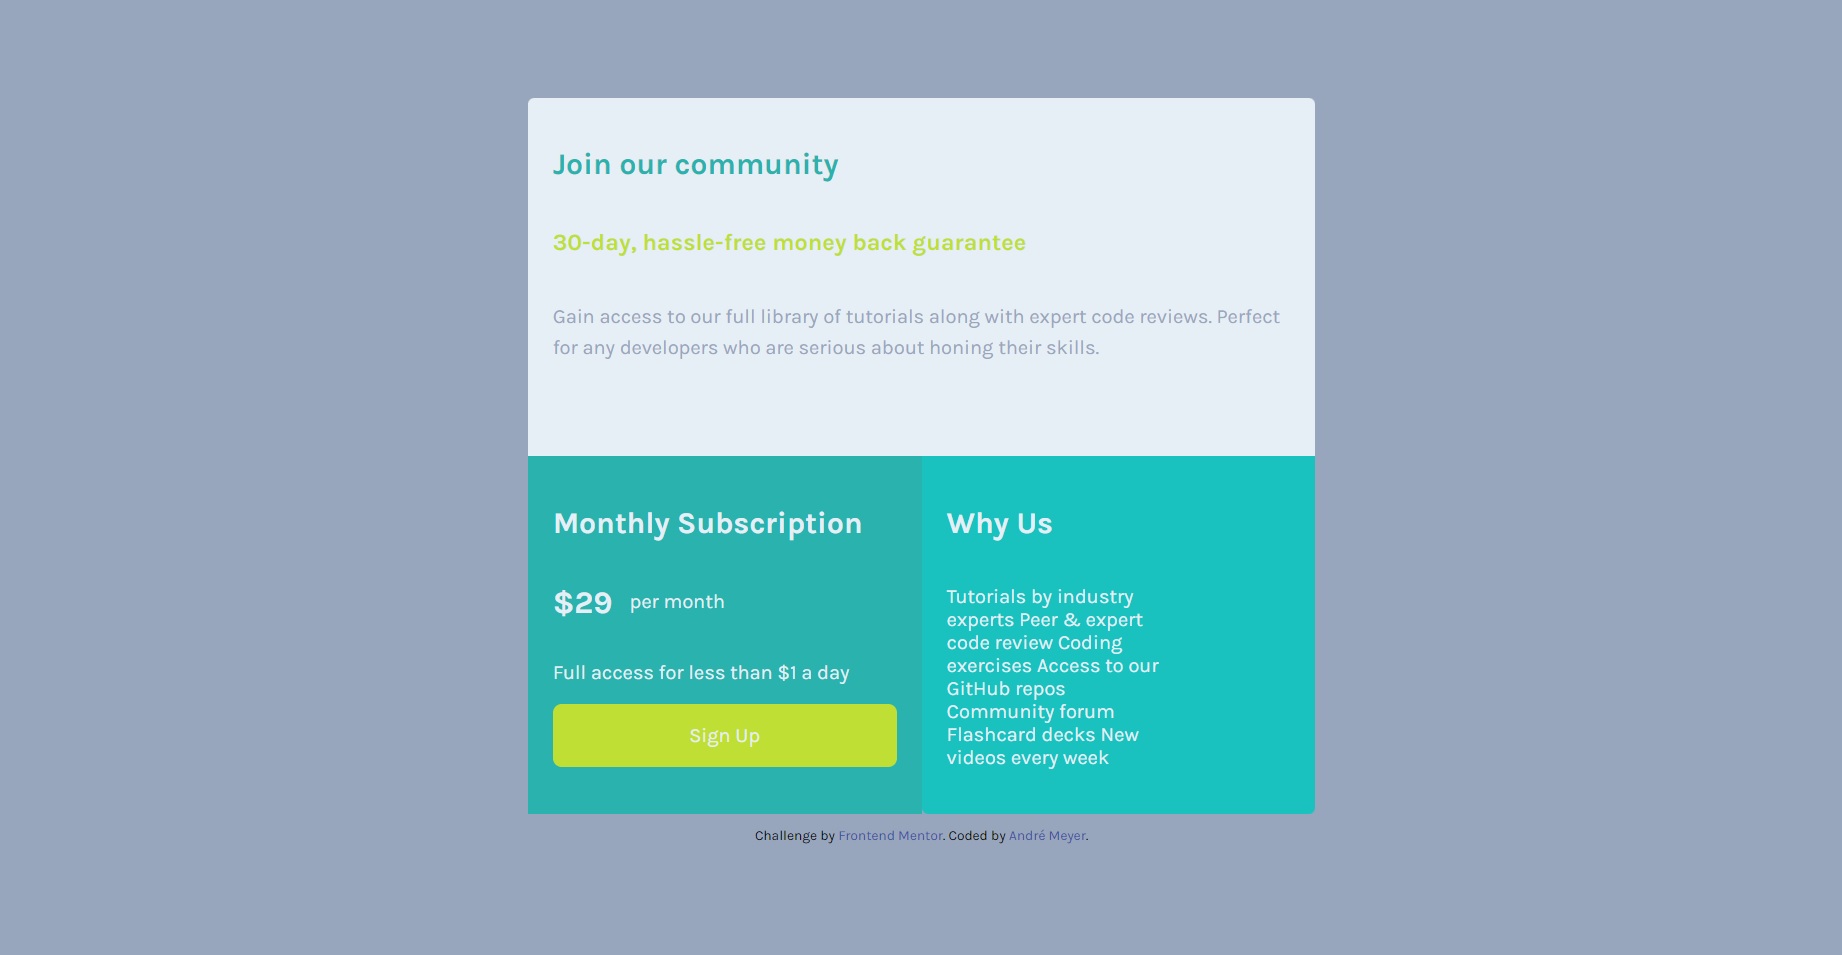 Join our community
30-day, hassle-free money back guarantee
Gain access to our full library of tutorials along with expert code reviews. Perfect
for any developers who are serious about honing their skills.
Monthly Subscription
$29 per month
Full access for less than $1 a day
Sign Up
Why Us
Tutorials by industry
experts Peer & expert
code review Coding
exercises Access to our
GitHub repos
Community forum
Flashcard decks New
videos every week
Challenge by Frontend Mentor. Coded by André Meyer.